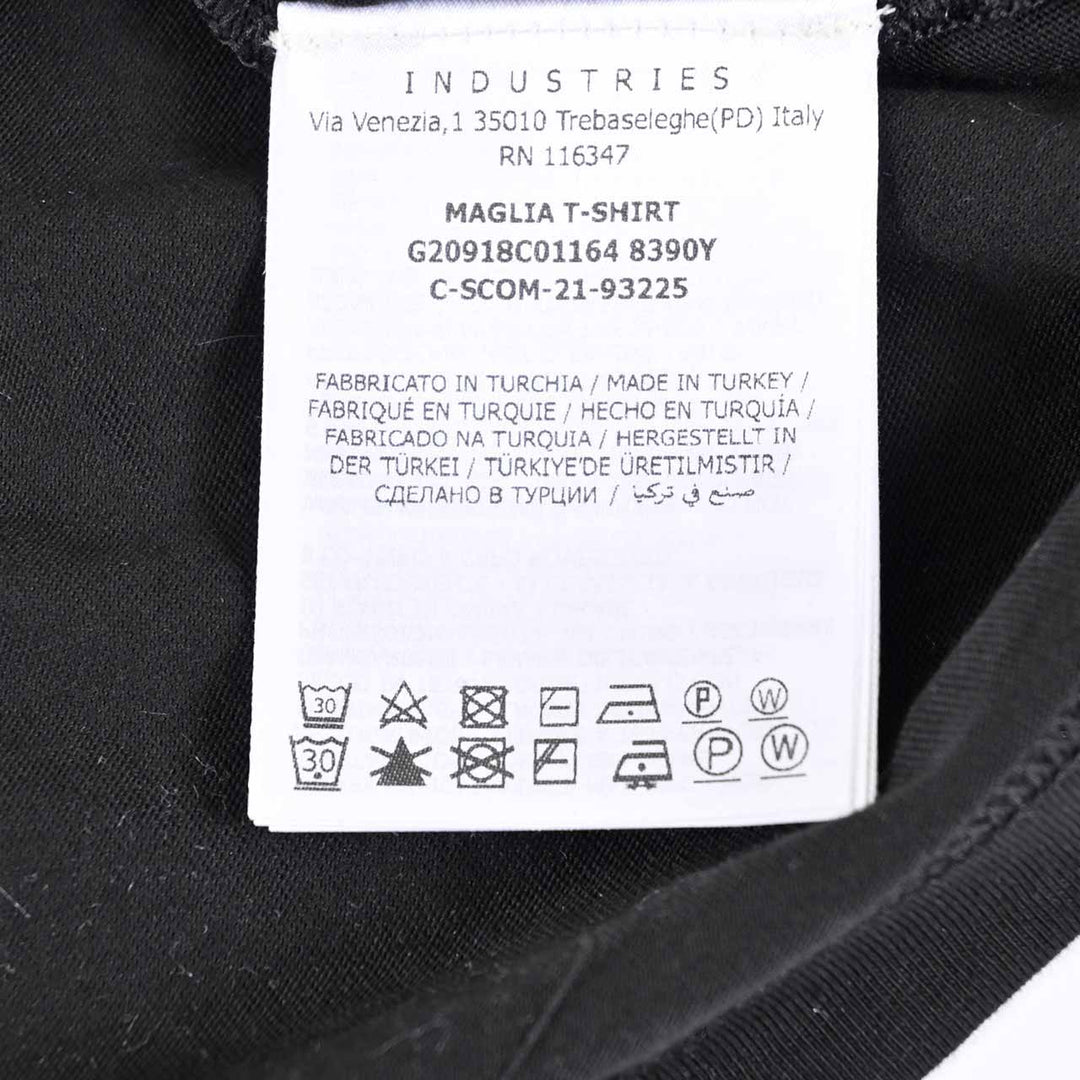 INDUSTRIES
Via Venezia,1 35010 Trebaseleghe(PD) Italy
RN 116347
MAGLIA T-SHIRT
G20918C01164 8390Y
C-SCOM-21-93225
FABBRICATO IN TURCHIA / MADE IN TURKEY /
FABRIQUÉ EN TURQUIE / HECHO EN TURQUÍA /
FABRICADO NA TURQUIA / HERGESTELLT IN
DER TÜRKEI / TÜRKIYE'DE ÜRETILMISTIR /
СДЕЛАНО В ТУРЦИИ / صنع في تركيا
30 P W
30 P W